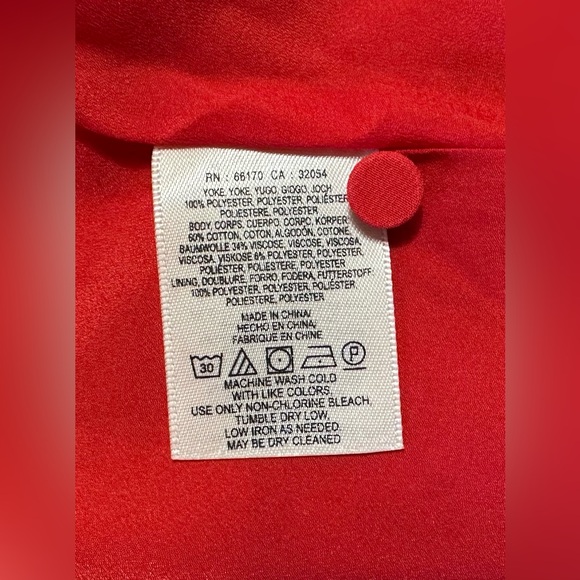 RN : 66170 CA : 32054
YOKE, YOKE, YUGO, GIOGIO, JOCH
100% POLYESTER, POLYESTER, POLIÉSTER
POLIESTERE, POLYESTER
BODY, CORPS, CUERPO, CORPO, KÖRPER:
60% COTTON, COTON, ALGODÓN, COTONE,
BAUMWOLLE 34% VISCOSE, VISCOSE, VISCOSA,
VISCOSA, VISKOSE 6% POLYESTER, POLYESTER,
POLIÉSTER, POLIESTERE, POLYESTER
LINING, DOUBLURE, FORRO, FODERA, FUTTERSTOFF
100% POLYESTER, POLYESTER, POLIÉSTER
POLIESTERE, POLYESTER
MADE IN CHINA/
HECHO EN CHINA/
FABRIQUE EN CHINE.
30 P
MACHINE WASH COLD
WITH LIKE COLORS.
USE ONLY NON-CHLORINE BLEACH.
TUMBLE DRY LOW.
LOW IRON AS NEEDED.
MAY BE DRY CLEANED